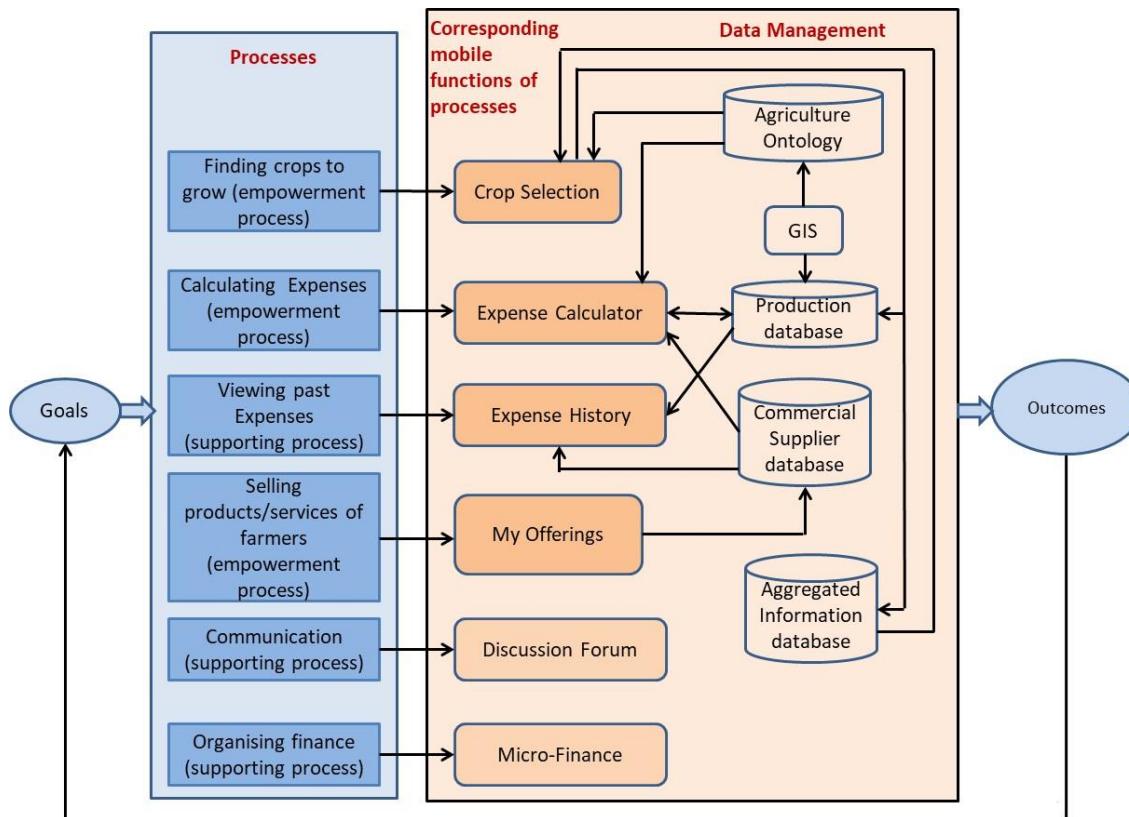 Processes
Finding crops to
grow (empowerment
process)
Calculating Expenses
(empowerment
process)
Viewing past
Expenses
(supporting process)
Selling
products/services of
farmers
(empowerment
process)
Communication
(supporting process)
Organising finance
(supporting process)
Goals
Corresponding
mobile
functions of
processes
Crop Selection
Expense Calculator
Expense History
My Offerings
Discussion Forum
Micro-Finance
Data Management
Agriculture
Ontology
GIS
Production
database
Commercial
Supplier
database
Aggregated
Information
database
Outcomes